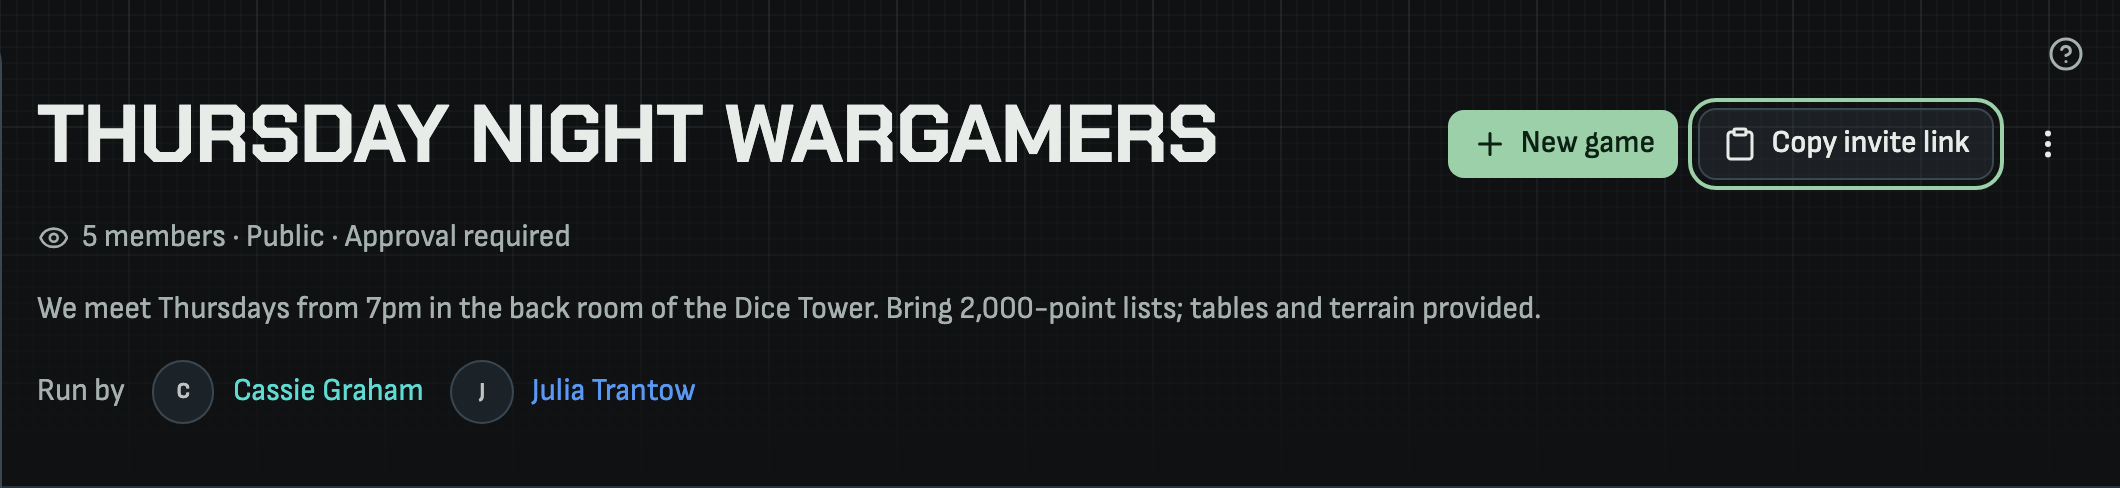 THURSDAY NIGHT WARGAMERS
New game
Copy invite link
5 members · Public · Approval required
We meet Thursdays from 7pm in the back room of the Dice Tower. Bring 2,000-point lists; tables and terrain provided.
Run by C Cassie Graham J Julia Trantow